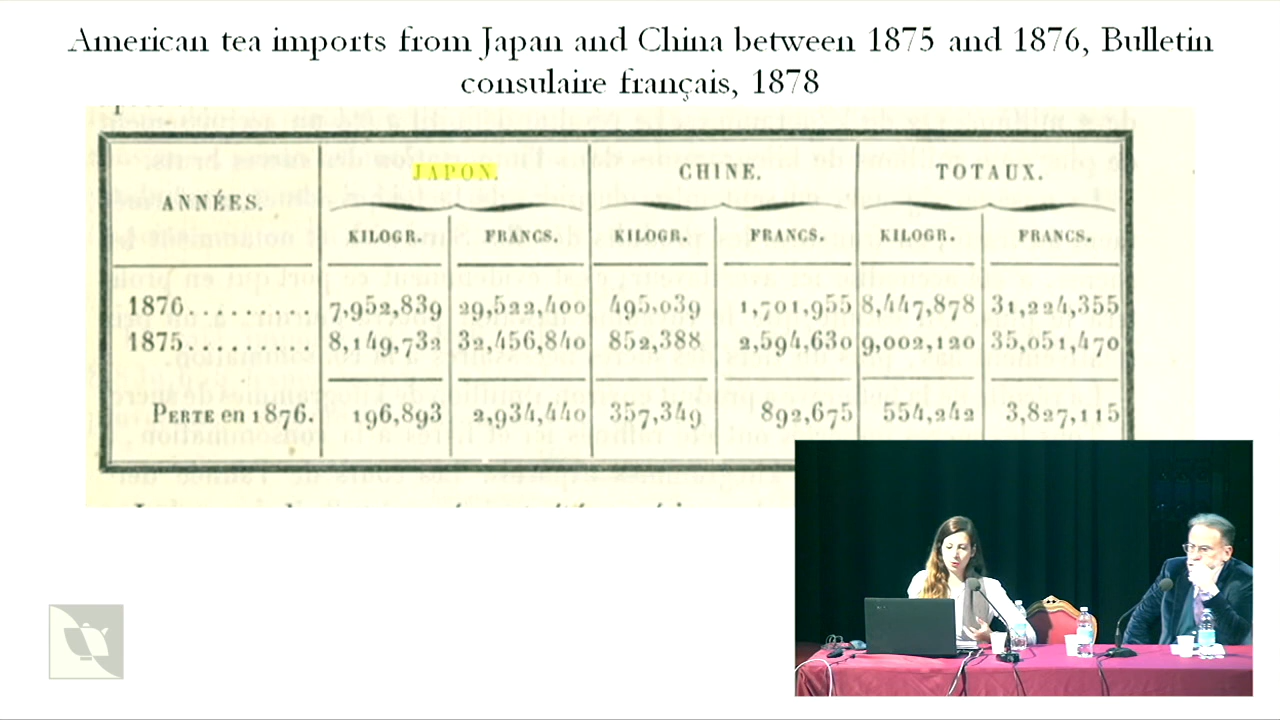 American tea imports from Japan and China between 1875 and 1876, Bulletin
consulaire français, 1878
ANNÉES. JAPON. CHINE. TOTAUX.
KILOGR. FRANCS. KILOGR. FRANCS. KILOGR. FRANCS.
1876.......... 7,952,839 29,522,400 495,039 1,701,955 8,447,878 31,224,355
1875.......... 8,149,732 32,456,840 852,388 2,594,630 9,002,120 35,051,470
PERTE en 1876. 196,893 2,934,440 357,349 892,675 554,242 3,827,115